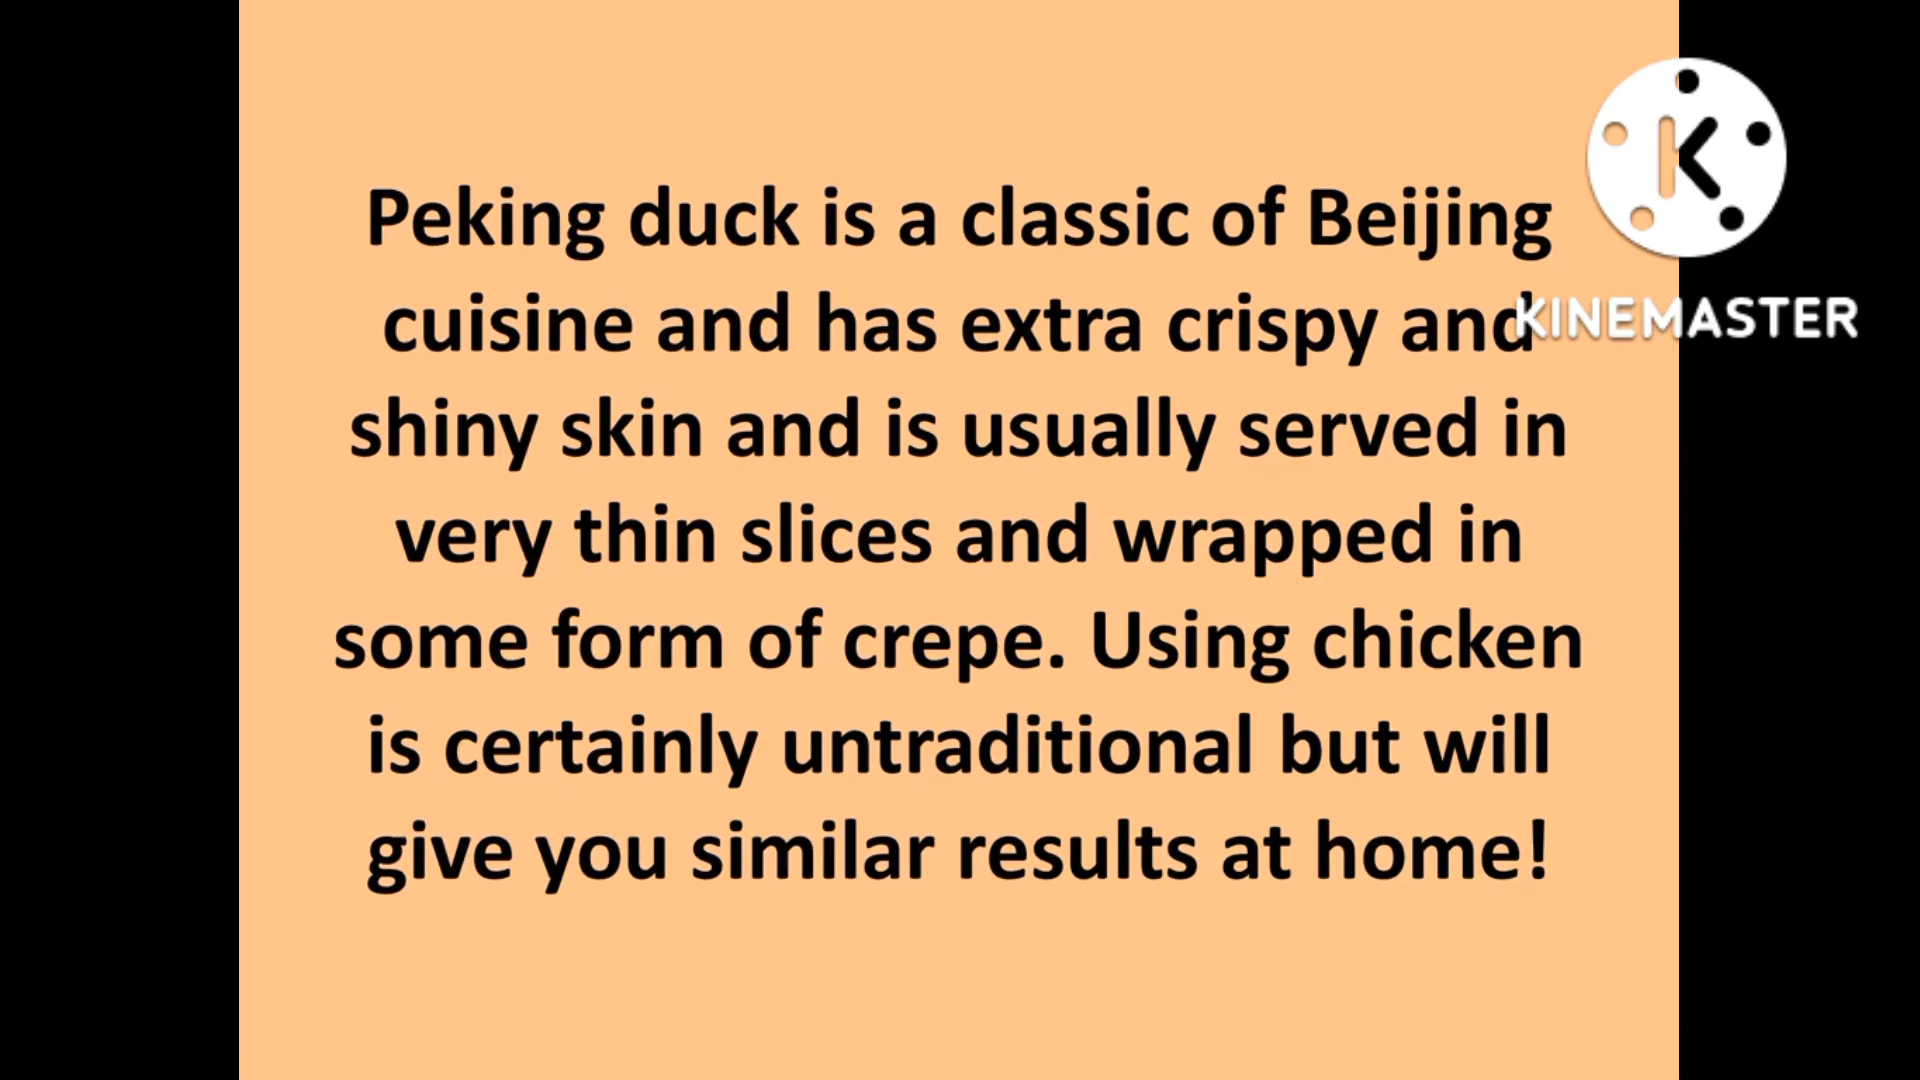 Peking duck is a classic of Beijing
cuisine and has extra crispy and
shiny skin and is usually served in
very thin slices and wrapped in
some form of crepe. Using chicken
is certainly untraditional but will
give you similar results at home!
K
KINEMASTER